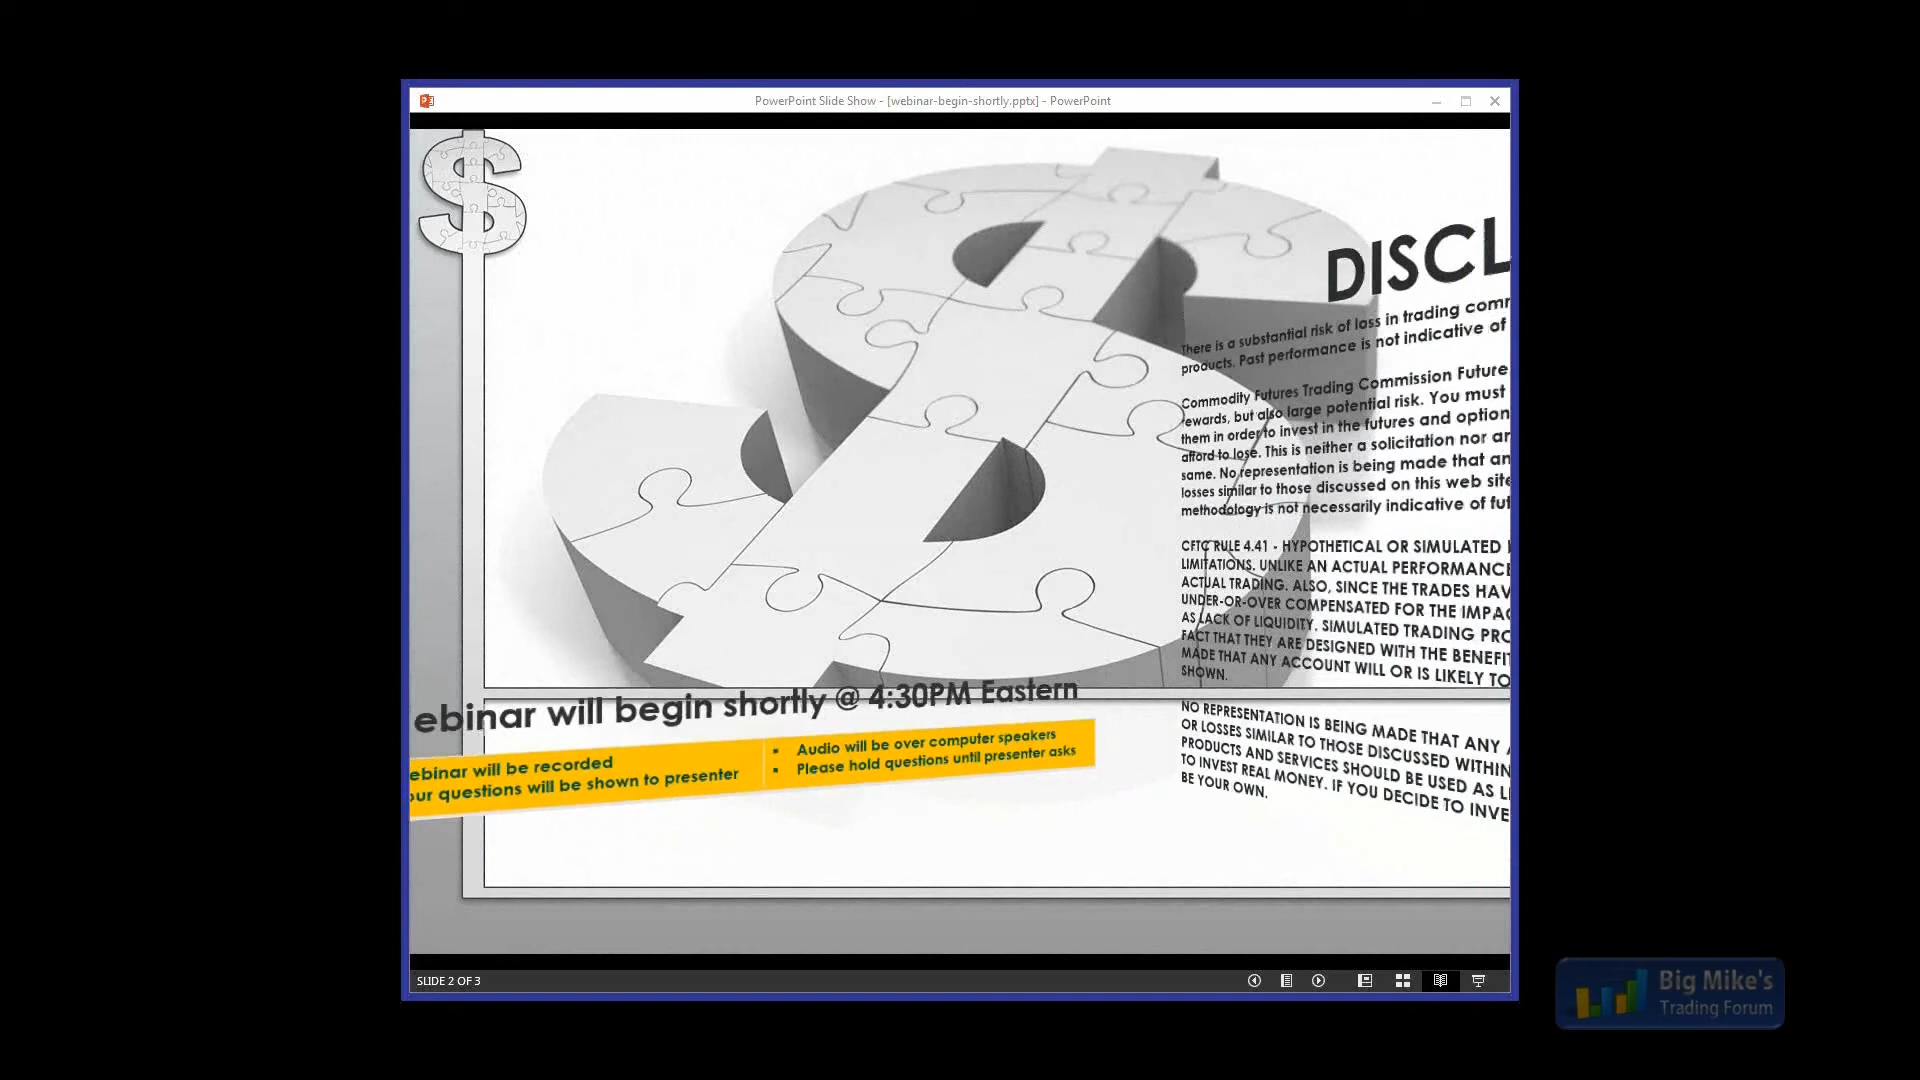 PowerPoint Slide Show - [webinar-begin-shortly.pptx] - PowerPoint
$
DISCL
There is a substantial risk of loss in trading comm
products. Past performance is not indicative of
Commodity Futures Trading Commission Future
rewards, but also large potential risk. You must
them in order to invest in the futures and option
afford to lose. This is neither a solicitation nor an
same. No representation is being made that an
losses similar to those discussed on this web site
methodology is not necessarily indicative of fut
CFTC RULE 4.41 - HYPOTHETICAL OR SIMULATED
LIMITATIONS. UNLIKE AN ACTUAL PERFORMANCE
ACTUAL TRADING. ALSO, SINCE THE TRADES HAV
UNDER-OR-OVER COMPENSATED FOR THE IMPAC
AS LACK OF LIQUIDITY. SIMULATED TRADING PRO
FACT THAT THEY ARE DESIGNED WITH THE BENEFIT
MADE THAT ANY ACCOUNT WILL OR IS LIKELY TO
SHOWN.
NO REPRESENTATION IS BEING MADE THAT ANY
OR LOSSES SIMILAR TO THOSE DISCUSSED WITHIN
PRODUCTS AND SERVICES SHOULD BE USED AS L
TO INVEST REAL MONEY. IF YOU DECIDE TO INVE
BE YOUR OWN.
ebinar will begin shortly @ 4:30PM Eastern
ebinar will be recorded
our questions will be shown to presenter
▪ Audio will be over computer speakers
▪ Please hold questions until presenter asks
SLIDE 2 OF 3
Big Mike's
Trading Forum